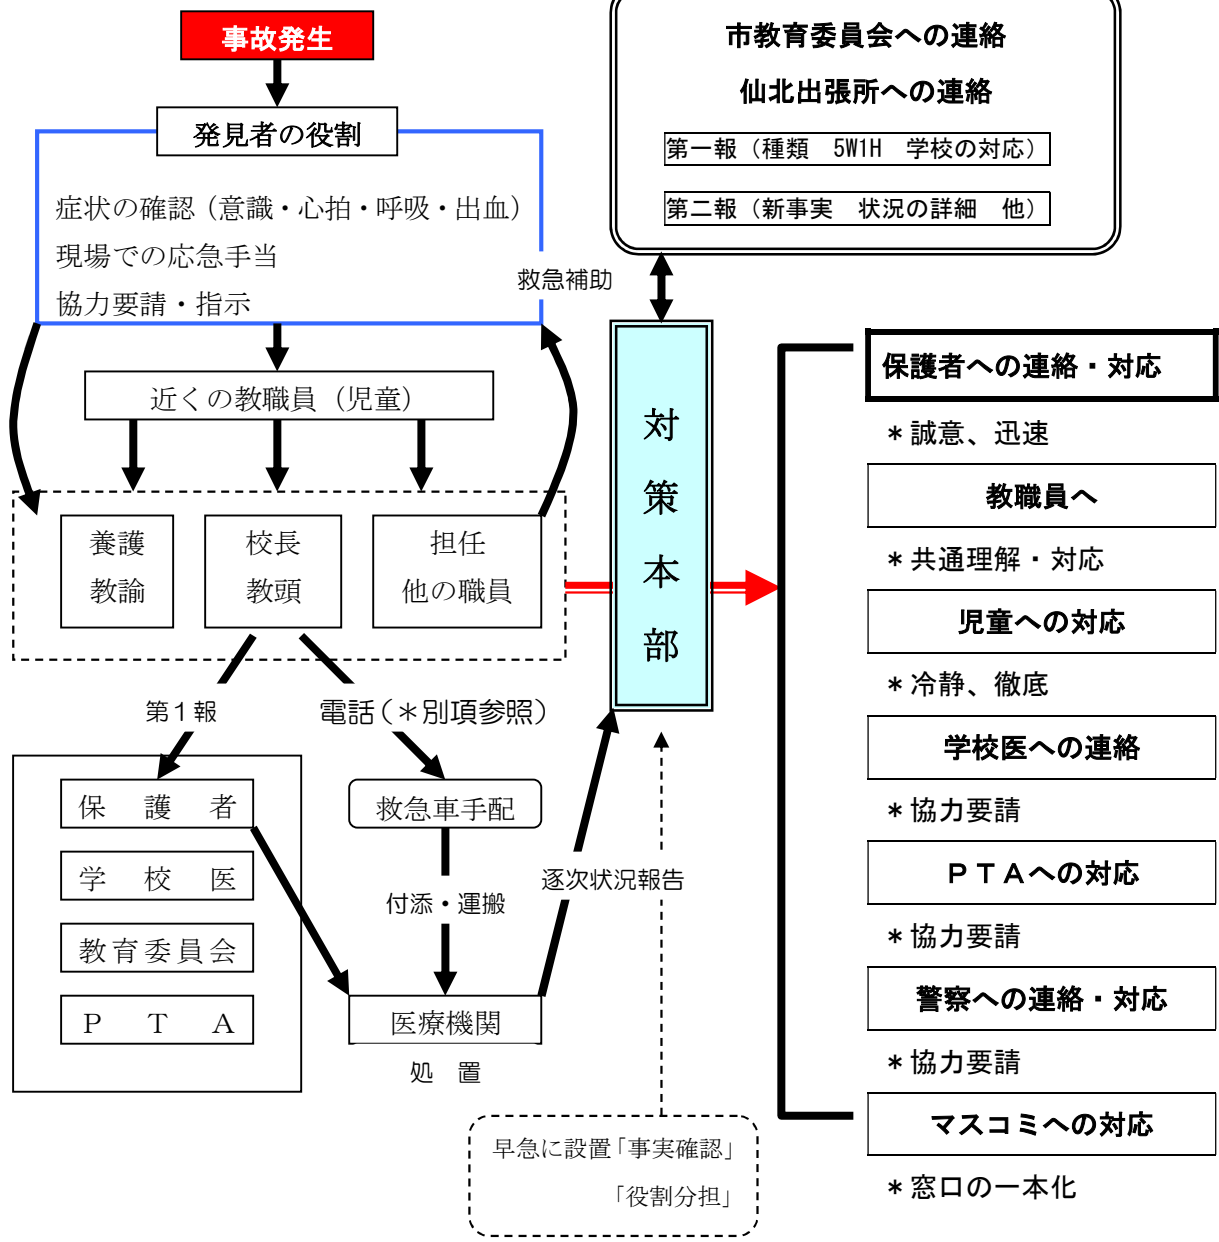 事故発生
発見者の役割
症状の確認（意識・心拍・呼吸・出血）
現場での応急手当
協力要請・指示
救急補助
近くの教職員（児童）
養護
教諭
校長
教頭
担任
他の職員
第１報
電話（＊別項参照）
保　護　者
学　校　医
教育委員会
Ｐ　Ｔ　Ａ
救急車手配
付添・運搬
医療機関
処　置
逐次状況報告
市教育委員会への連絡
仙北出張所への連絡
第一報（種類　5W1H　学校の対応）
第二報（新事実　状況の詳細　他）
対策本部
早急に設置「事実確認」
「役割分担」
保護者への連絡・対応
＊誠意、迅速
教職員へ
＊共通理解・対応
児童への対応
＊冷静、徹底
学校医への連絡
＊協力要請
ＰＴＡへの対応
＊協力要請
警察への連絡・対応
＊協力要請
マスコミへの対応
＊窓口の一本化